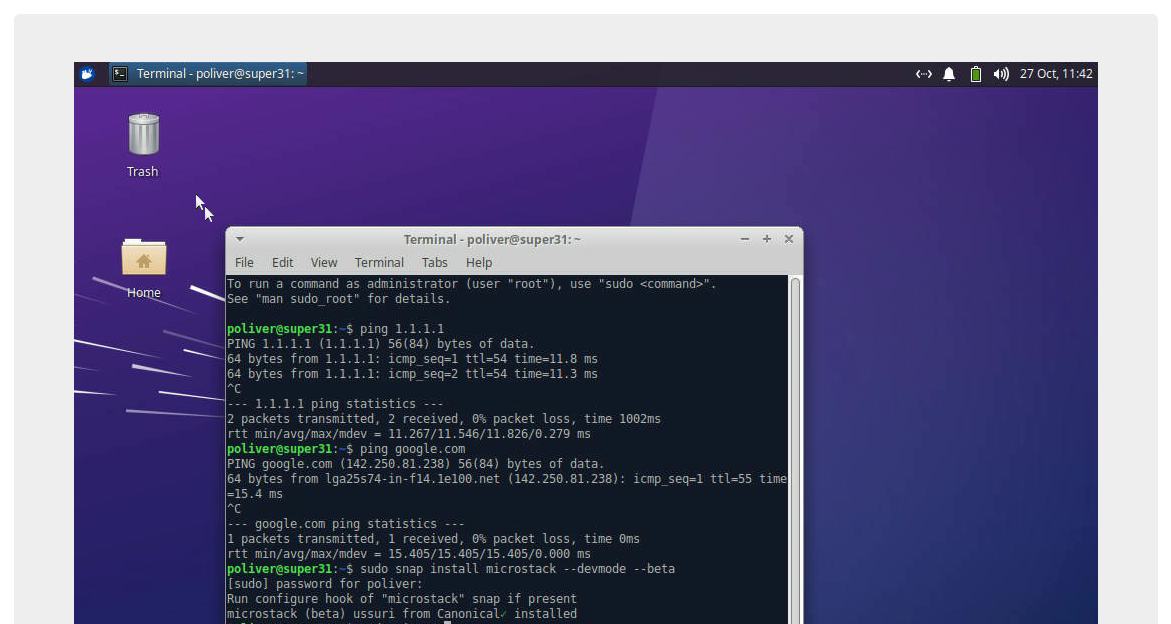 Terminal - poliver@super31: ~
27 Oct, 11:42
Trash
Home
Terminal - poliver@super31: ~
File Edit View Terminal Tabs Help
To run a command as administrator (user "root"), use "sudo <command>".
See "man sudo_root" for details.
poliver@super31:~$ ping 1.1.1.1
PING 1.1.1.1 (1.1.1.1) 56(84) bytes of data.
64 bytes from 1.1.1.1: icmp_seq=1 ttl=54 time=11.8 ms
64 bytes from 1.1.1.1: icmp_seq=2 ttl=54 time=11.3 ms
^C
--- 1.1.1.1 ping statistics ---
2 packets transmitted, 2 received, 0% packet loss, time 1002ms
rtt min/avg/max/mdev = 11.267/11.546/11.826/0.279 ms
poliver@super31:~$ ping google.com
PING google.com (142.250.81.238) 56(84) bytes of data.
64 bytes from lga25s74-in-f14.1e100.net (142.250.81.238): icmp_seq=1 ttl=55 time
=15.4 ms
^C
--- google.com ping statistics ---
1 packets transmitted, 1 received, 0% packet loss, time 0ms
rtt min/avg/max/mdev = 15.405/15.405/15.405/0.000 ms
poliver@super31:~$ sudo snap install microstack --devmode --beta
[sudo] password for poliver:
Run configure hook of "microstack" snap if present
microstack (beta) ussuri from Canonical✓ installed